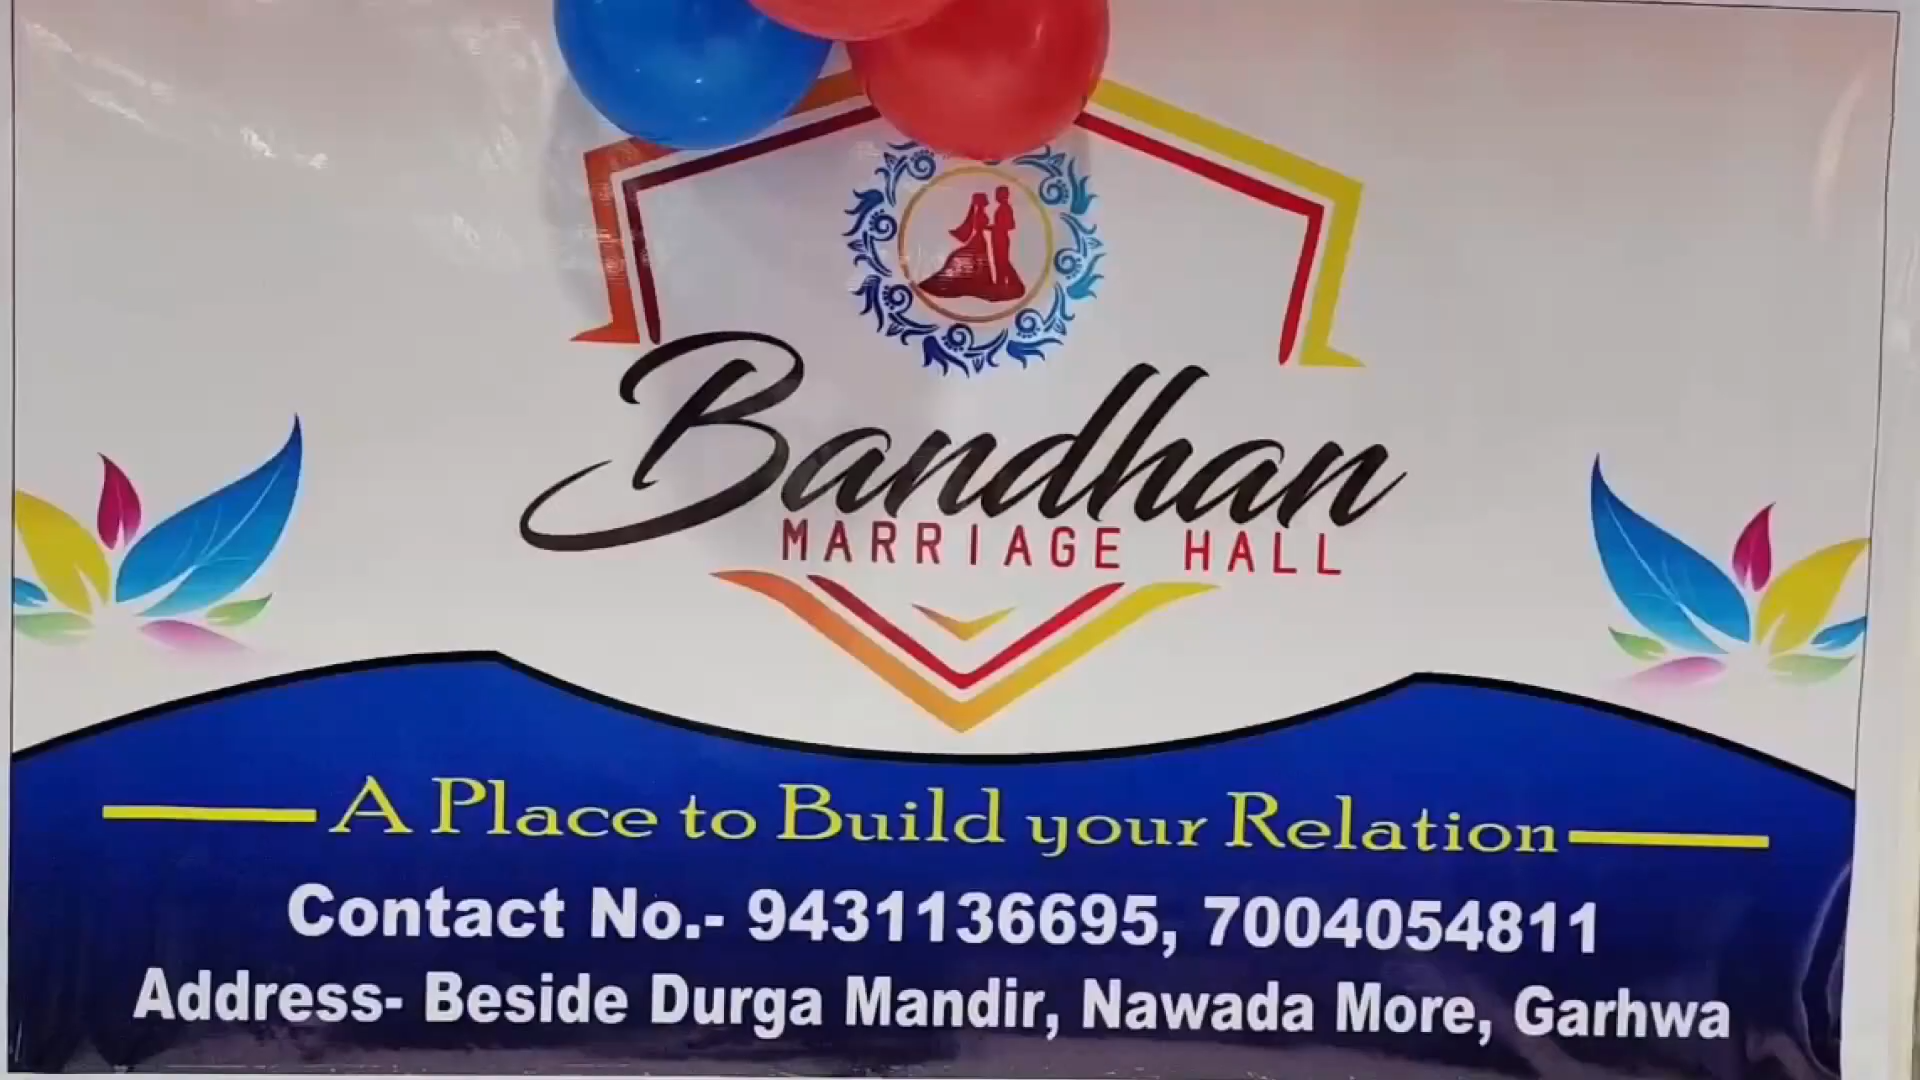 Bandhan
MARRIAGE HALL
A Place to Build your Relation
Contact No.- 9431136695, 7004054811
Address- Beside Durga Mandir, Nawada More, Garhwa